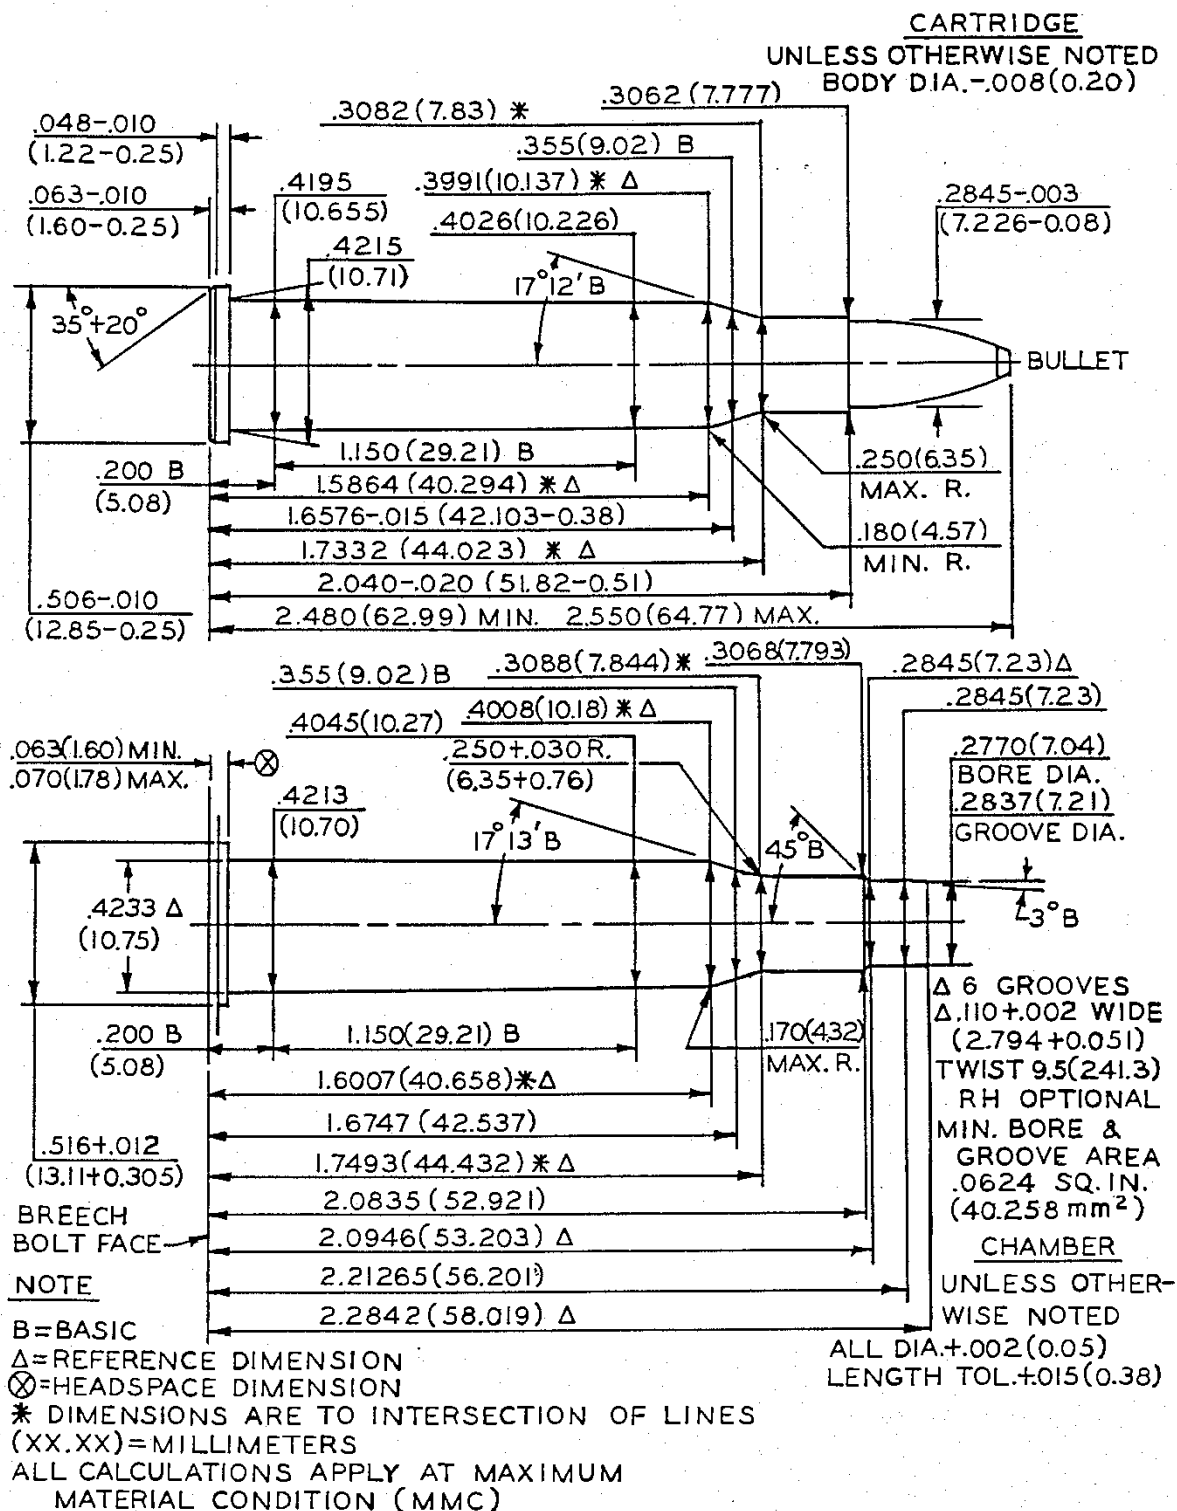 CARTRIDGE
UNLESS OTHERWISE NOTED
BODY DIA.-.008(0.20)
.3082(7.83) *
.3062(7.777)
.048-.010
(1.22-0.25)
.355(9.02) B
.063-.010
(1.60-0.25)
.4195
(10.655)
.3991(10.137) * Δ
.2845-.003
(7.226-0.08)
.4026(10.226)
.4215
(10.71)
17°12' B
35°+20°
BULLET
1.150(29.21) B
.200 B
(5.08)
.250(6.35)
MAX. R.
1.5864 (40.294) * Δ
1.6576-.015 (42.103-0.38)
.180(4.57)
MIN. R.
1.7332 (44.023) * Δ
2.040-.020 (51.82-0.51)
.506-.010
(12.85-0.25)
2.480(62.99) MIN. 2.550(64.77) MAX.
.3088(7.844) *
.3068(7.793)
.2845(7.23)Δ
.355(9.02)B
.2845(7.23)
.4045(10.27)
.4008(10.18) * Δ
.063(1.60) MIN.
.070(1.78) MAX.
⊗
.250+.030 R.
(6.35+0.76)
.2770(7.04)
BORE DIA.
.2837(7.21)
GROOVE DIA.
.4213
(10.70)
17°13' B
45°B
.4233 Δ
(10.75)
3°B
Δ 6 GROOVES
Δ.110+.002 WIDE
(2.794+0.051)
TWIST 9.5(241.3)
RH OPTIONAL
MIN. BORE &
GROOVE AREA
.0624 SQ. IN.
(40.258 mm²)
.200 B
(5.08)
1.150(29.21) B
.170(4.32)
MAX. R.
1.6007(40.658)*Δ
1.6747 (42.537)
.516+.012
(13.11+0.305)
1.7493(44.432) * Δ
2.0835 (52.921)
BREECH
BOLT FACE
2.0946(53.203) Δ
2.21265(56.201)
2.2842 (58.019) Δ
CHAMBER
UNLESS OTHER-
WISE NOTED
ALL DIA.+.002(0.05)
LENGTH TOL.+.015(0.38)
NOTE
B=BASIC
Δ=REFERENCE DIMENSION
⊗=HEADSPACE DIMENSION
* DIMENSIONS ARE TO INTERSECTION OF LINES
(XX.XX)=MILLIMETERS
ALL CALCULATIONS APPLY AT MAXIMUM
MATERIAL CONDITION (MMC)